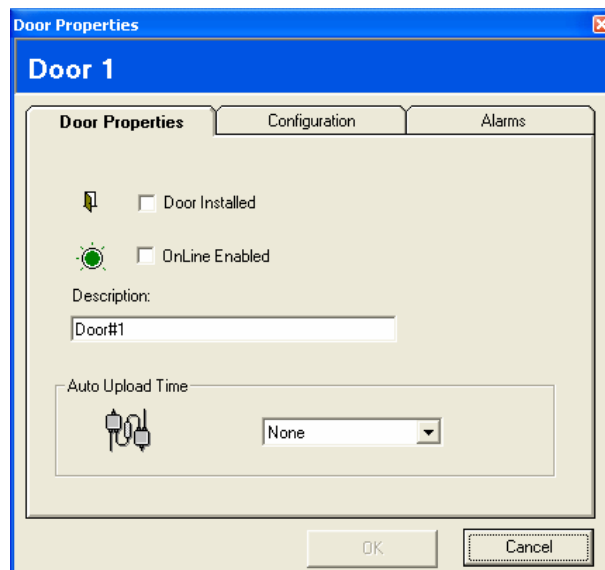 Door Properties
Door 1
Door Properties Configuration Alarms
Door Installed
OnLine Enabled
Description:
Door#1
Auto Upload Time
None
OK Cancel